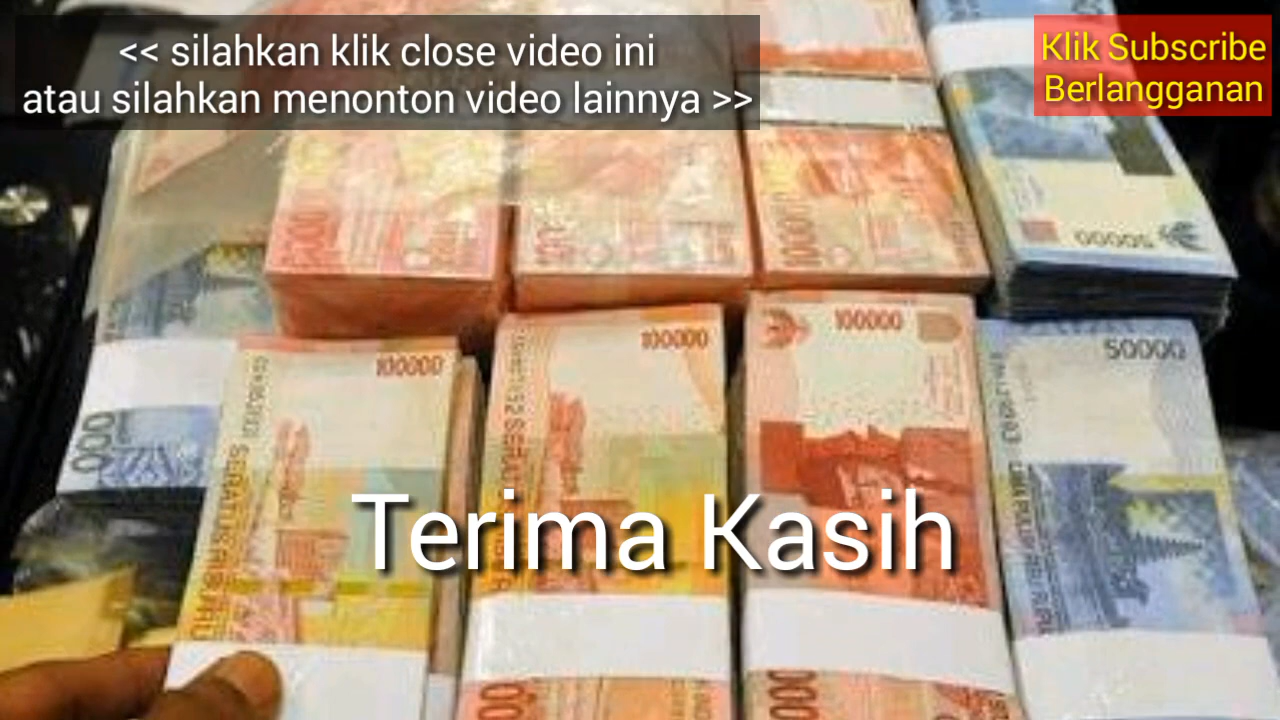 << silahkan klik close video ini
atau silahkan menonton video lainnya >>
Klik Subscribe
Berlangganan
50000
100000
100000
100000
50000
000
Terima Kasih